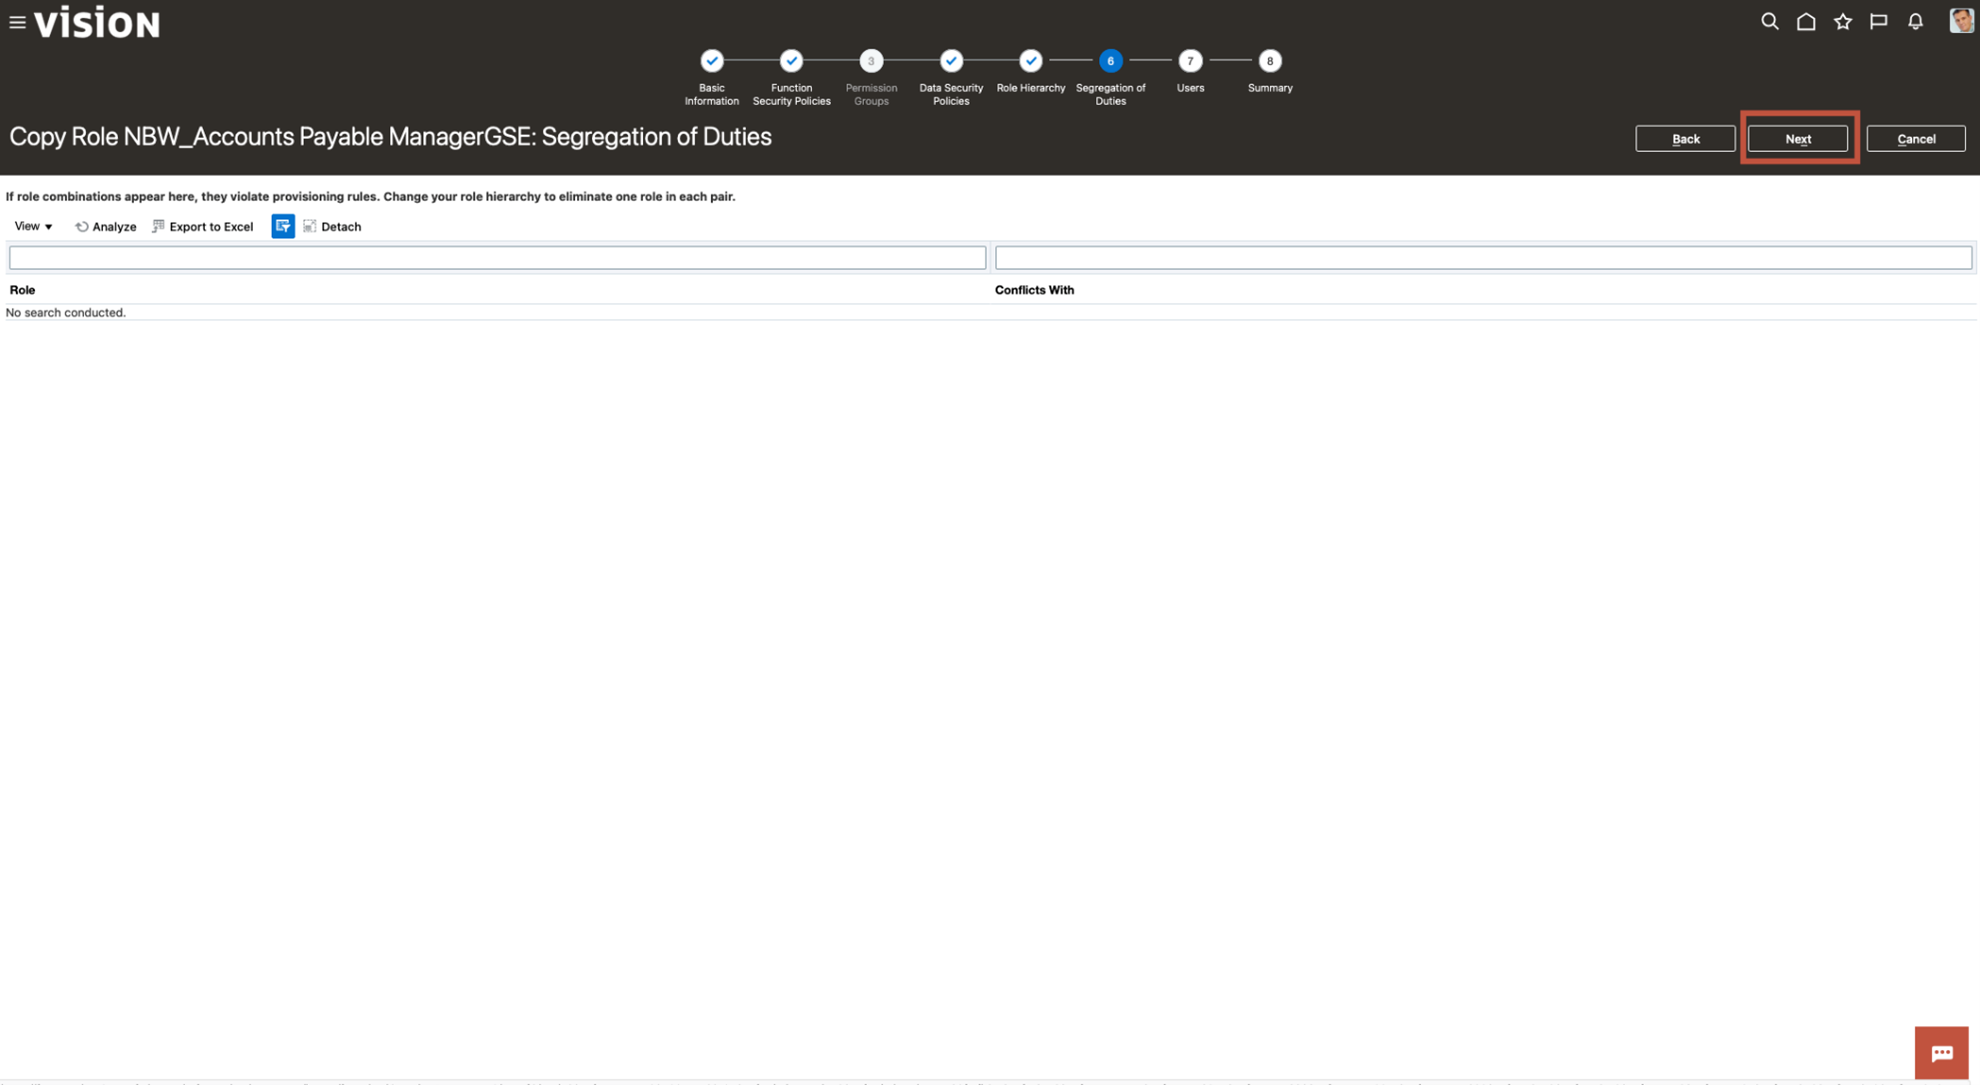 vision
3
6
7
8
Basic Information
Function Security Policies
Permission Groups
Data Security Policies
Role Hierarchy
Segregation of Duties
Users
Summary
Copy Role NBW_Accounts Payable ManagerGSE: Segregation of Duties
Back
Next
Cancel
If role combinations appear here, they violate provisioning rules. Change your role hierarchy to eliminate one role in each pair.
View
Analyze
Export to Excel
Detach
Role
Conflicts With
No search conducted.